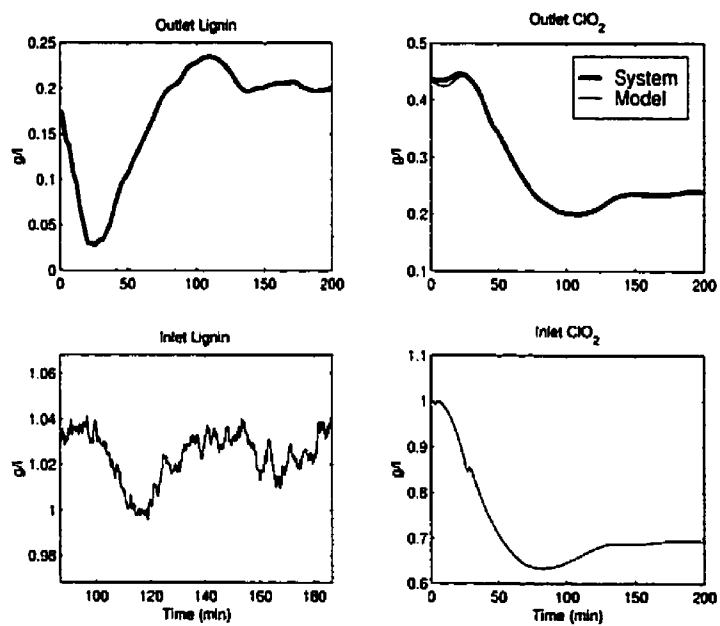 Outlet Lignin
0.25
0.2
0.15
0.1
0.05
0
g/l
0 50 100 150 200
Outlet ClO2
0.5
0.4
0.3
0.2
0.1
g/l
System
Model
0 50 100 150 200
Inlet Lignin
1.06
1.04
1.02
1
0.98
g/l
100 120 140 160 180
Time (min)
Inlet ClO2
1.1
1
0.9
0.8
0.7
0.6
g/l
0 50 100 150 200
Time (min)